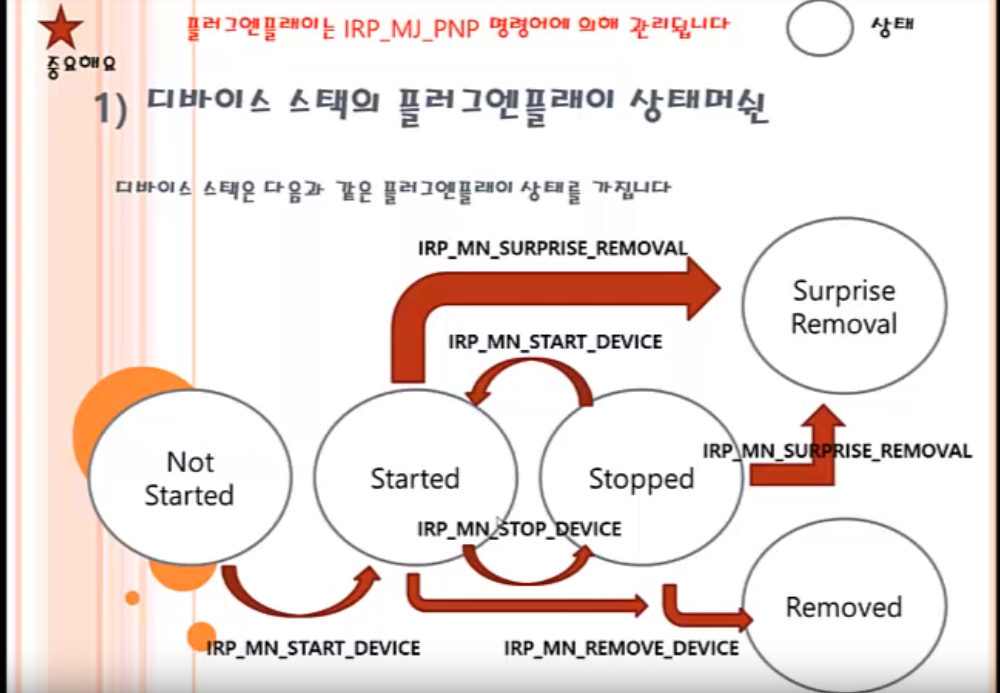 플러그엔플레이는 IRP_MJ_PNP 명령어에 의해 관리됩니다
상태
중요해요
1) 디바이스 스택의 플러그엔플레이 상태머쉰
디바이스 스택은 다음과 같은 플러그엔플레이 상태를 가집니다
IRP_MN_SURPRISE_REMOVAL
Surprise
Removal
IRP_MN_START_DEVICE
IRP_MN_SURPRISE_REMOVAL
Not
Started
Started
Stopped
IRP_MN_STOP_DEVICE
Removed
IRP_MN_START_DEVICE
IRP_MN_REMOVE_DEVICE